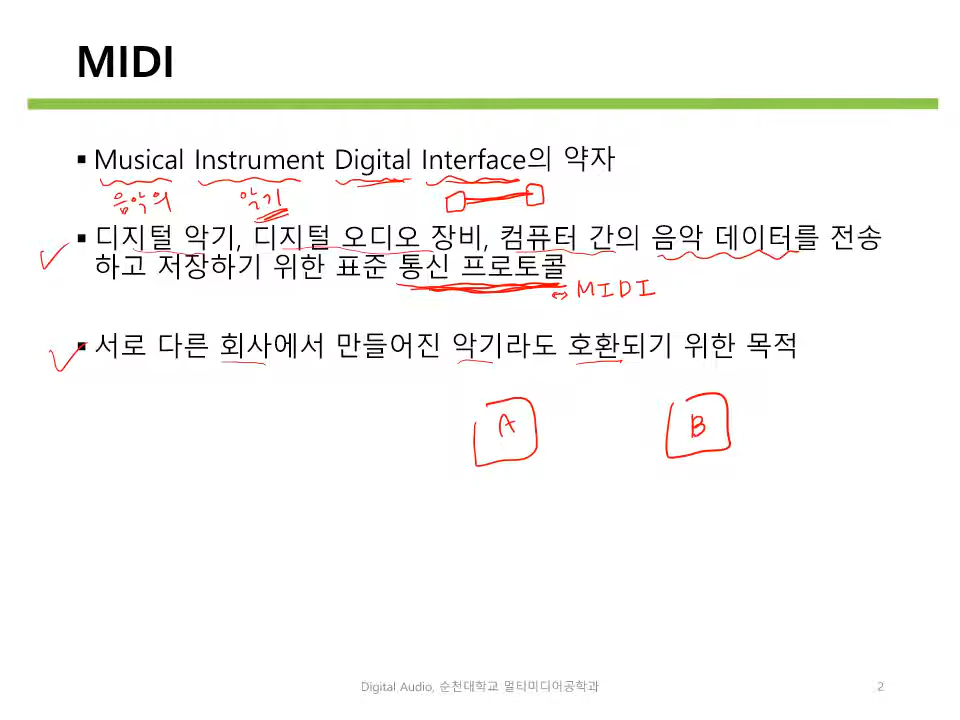 MIDI
▪ Musical Instrument Digital Interface의 약자
음악의 악기
▪ 디지털 악기, 디지털 오디오 장비, 컴퓨터 간의 음악 데이터를 전송
하고 저장하기 위한 표준 통신 프로토콜
↔ MIDI
▪ 서로 다른 회사에서 만들어진 악기라도 호환되기 위한 목적
A B
Digital Audio, 순천대학교 멀티미디어공학과 2